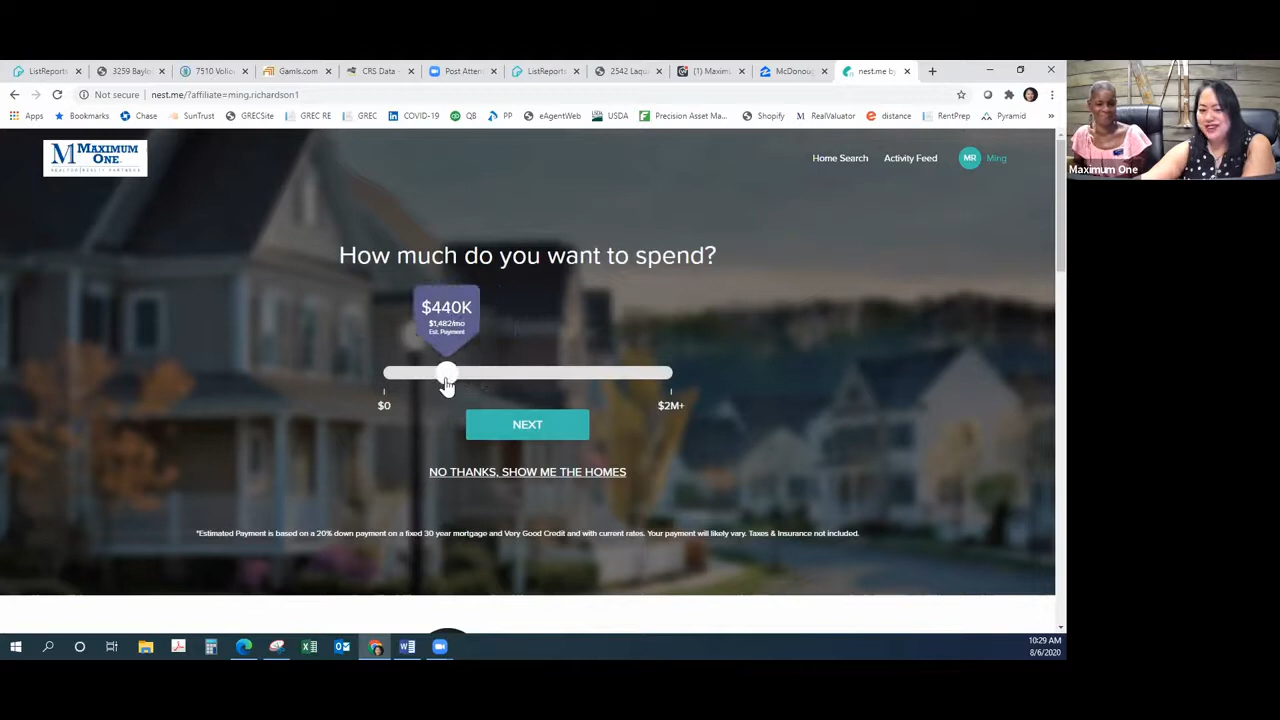 ListReports
3259 Baylo
7510 Volio
Gamls.com
CRS Data -
Post Atten
ListReports
2542 Laqu
Maximu
McDonoug
nest.me b
Not secure nest.me/?affiliate=ming.richardson1
Apps Bookmarks Chase SunTrust GRECSite GREC RE GREC COVID-19 QB PP eAgentWeb USDA Precision Asset Ma... Shopify RealValuator distance RentPrep Pyramid
M MAXIMUM
ONE
Home Search Activity Feed MR Ming
Maximum One
How much do you want to spend?
$440K
$1,482/mo
Est. Payment
$0 $2M+
NEXT
NO THANKS, SHOW ME THE HOMES
*Estimated Payment is based on a 20% down payment on a fixed 30 year mortgage and Very Good Credit and with current rates. Your payment will likely vary. Taxes & Insurance not included.
10:29 AM
8/6/2020